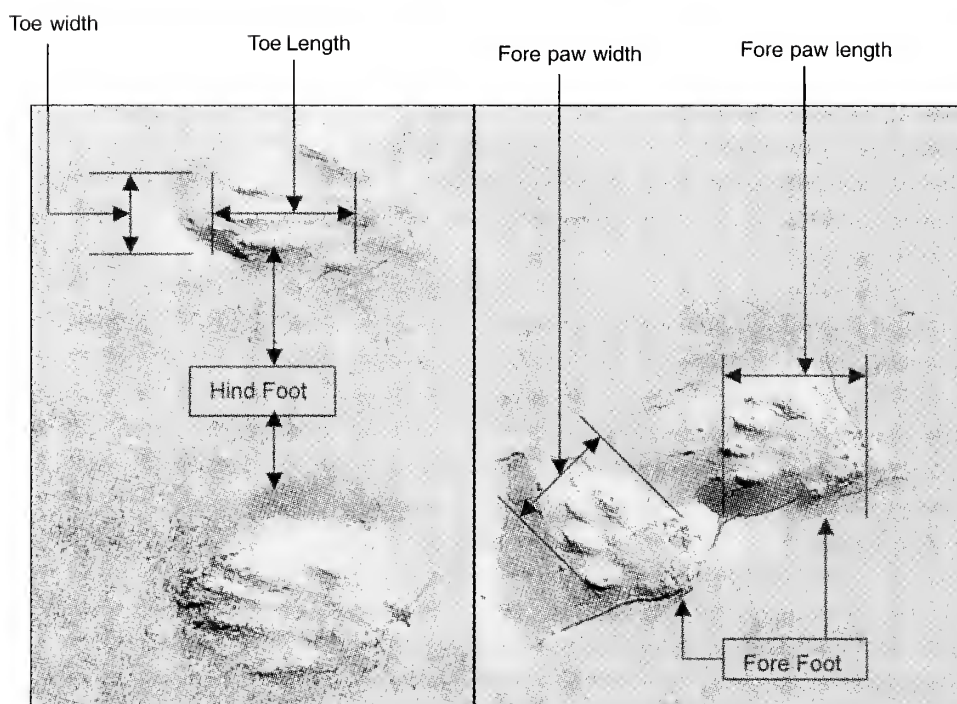 Toe width
Toe Length
Fore paw width
Fore paw length
Hind Foot
Fore Foot